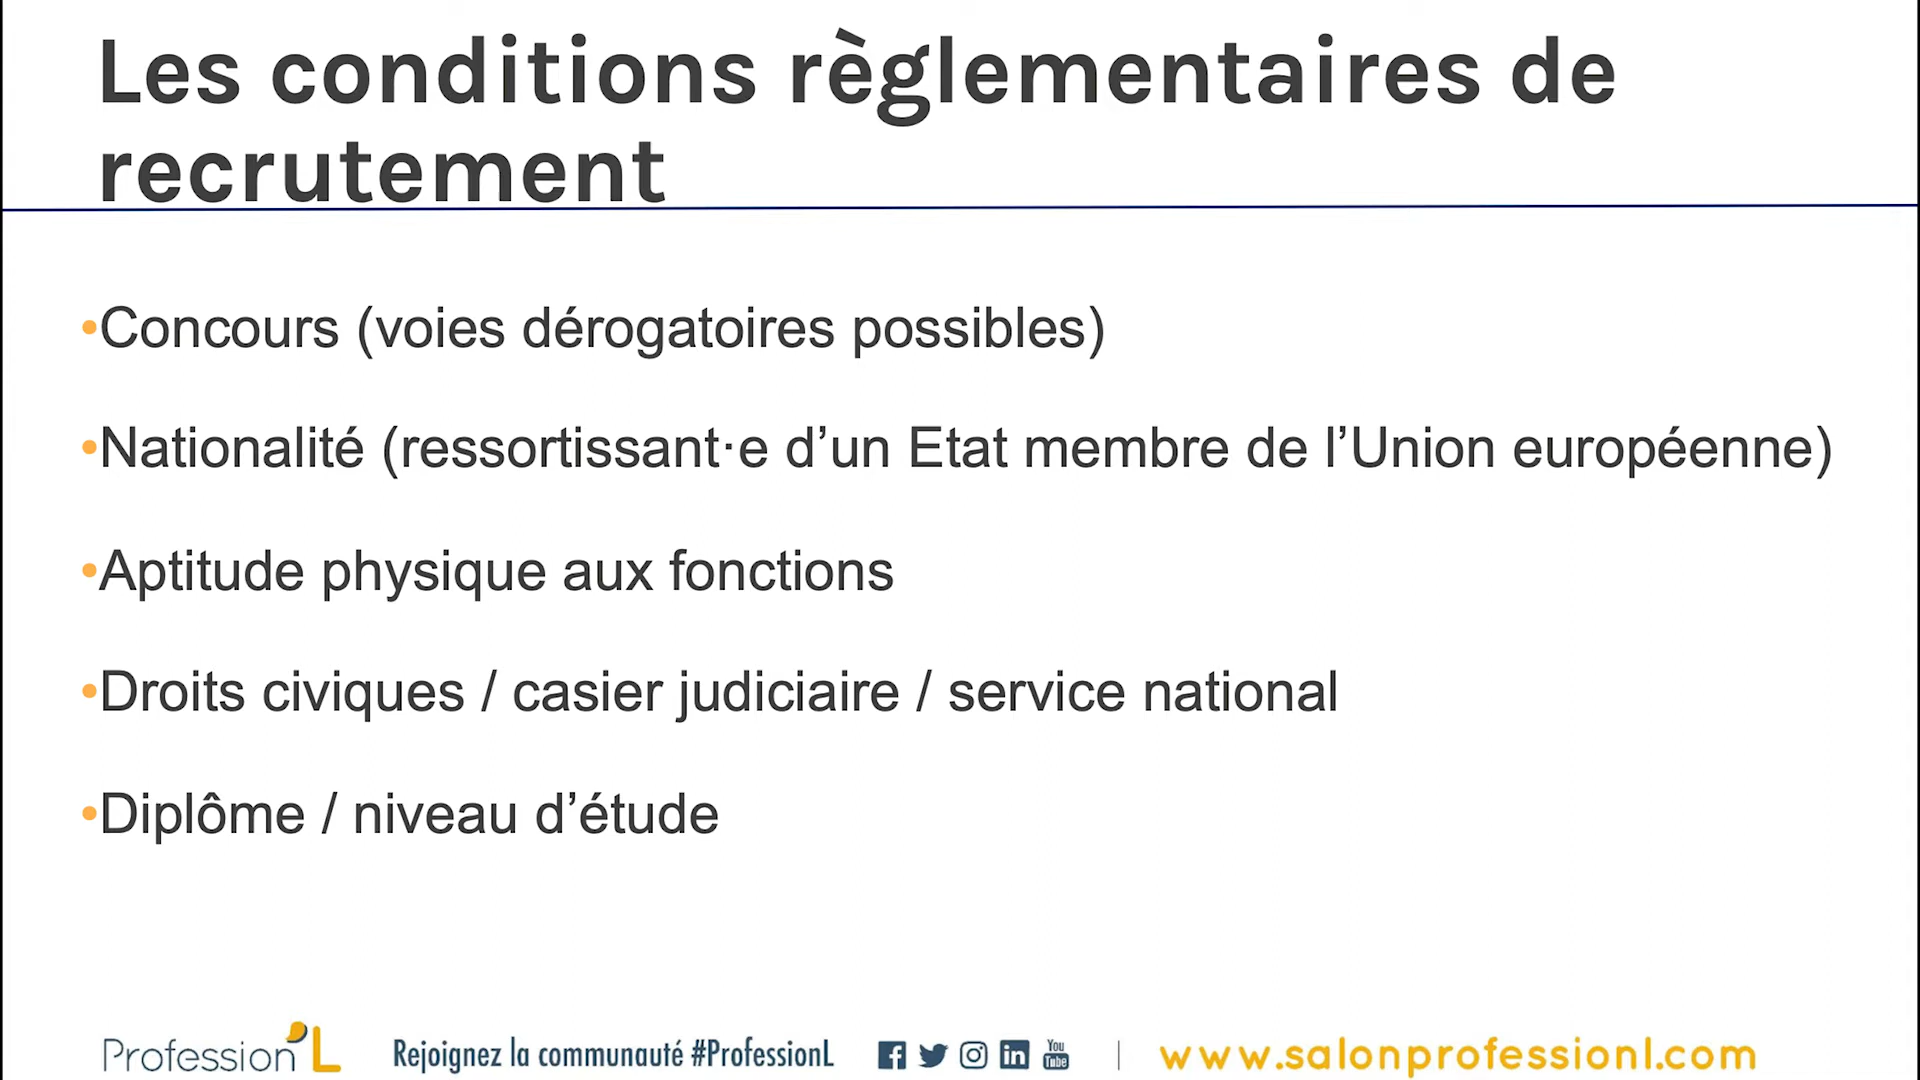 Les conditions règlementaires de
recrutement
•Concours (voies dérogatoires possibles)
•Nationalité (ressortissant·e d’un Etat membre de l’Union européenne)
•Aptitude physique aux fonctions
•Droits civiques / casier judiciaire / service national
•Diplôme / niveau d’étude
Profession'L Rejoignez la communauté #ProfessionL You Tube | www.salonprofessionl.com